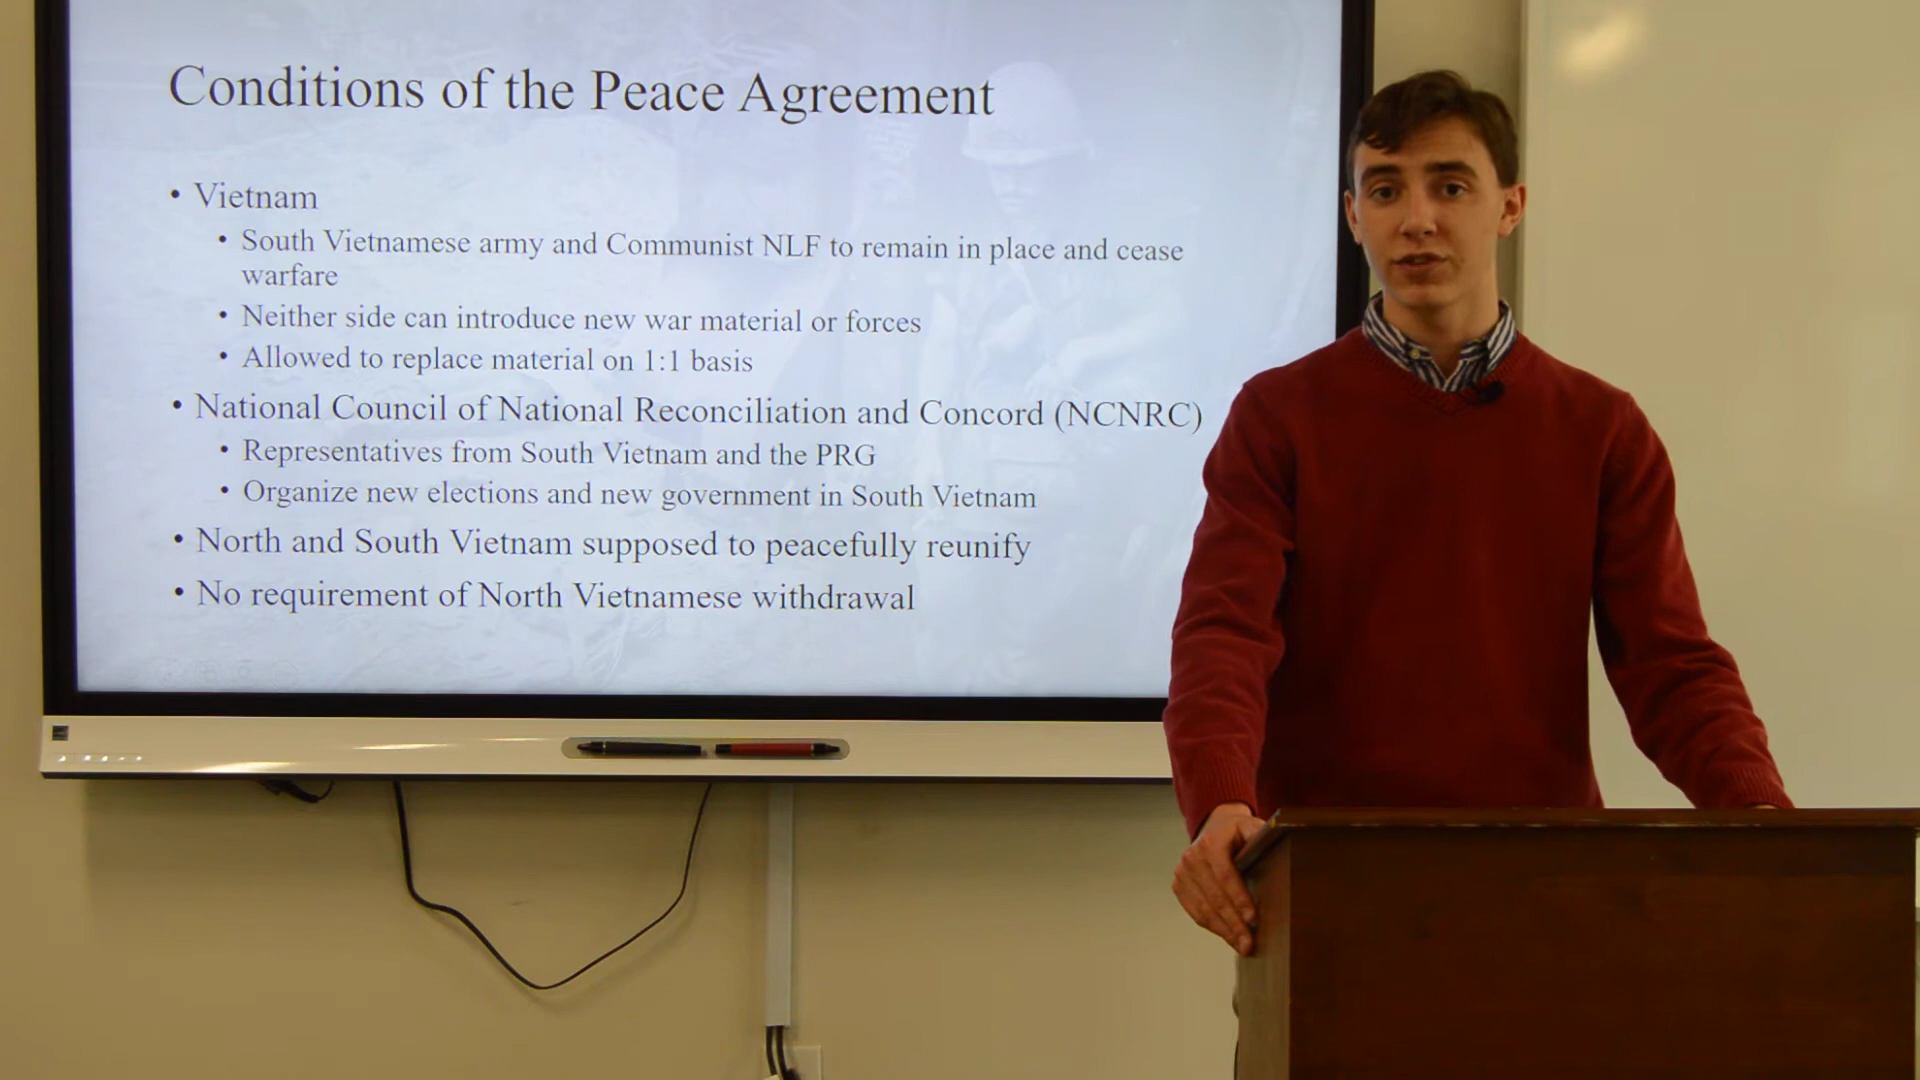 Conditions of the Peace Agreement
• Vietnam
• South Vietnamese army and Communist NLF to remain in place and cease
warfare
• Neither side can introduce new war material or forces
• Allowed to replace material on 1:1 basis
• National Council of National Reconciliation and Concord (NCNRC)
• Representatives from South Vietnam and the PRG
• Organize new elections and new government in South Vietnam
• North and South Vietnam supposed to peacefully reunify
• No requirement of North Vietnamese withdrawal